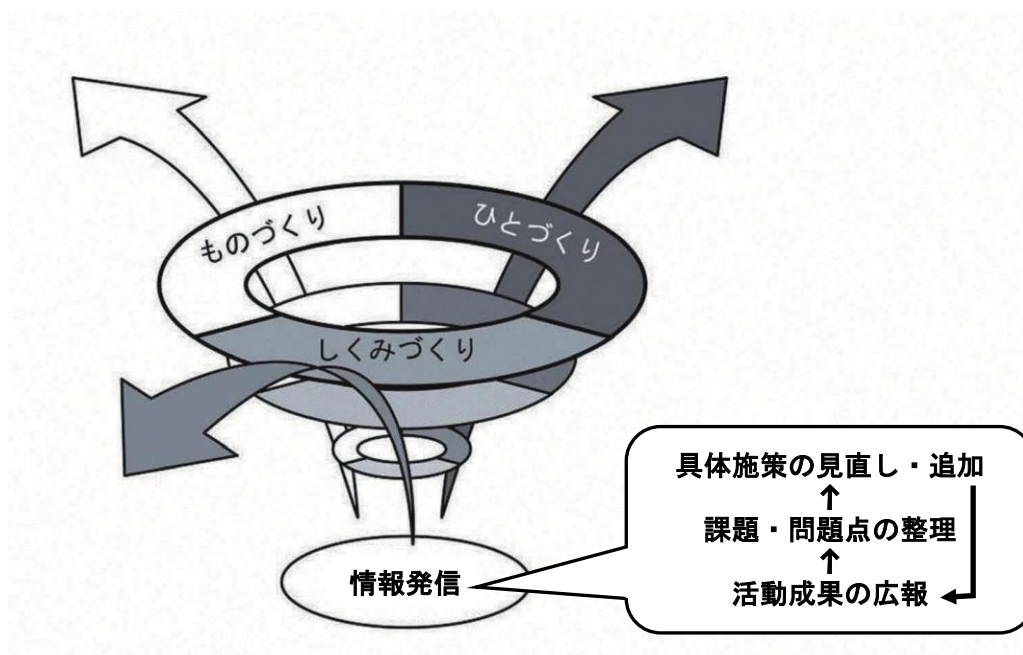 ものづくり
ひとづくり
しくみづくり
情報発信
具体施策の見直し・追加
↑
課題・問題点の整理
↑
活動成果の広報